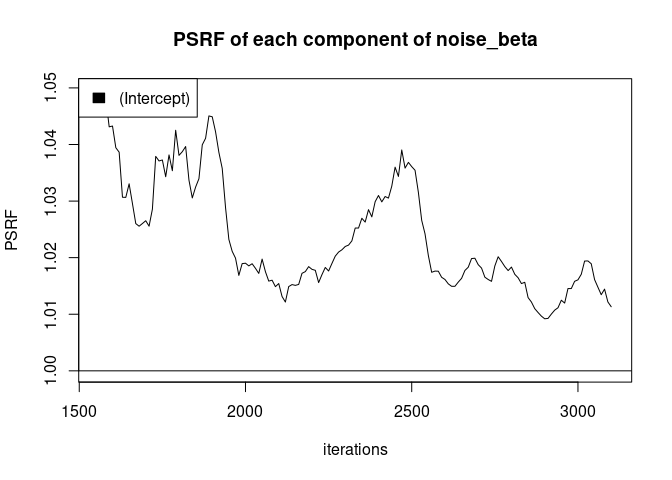 PSRF of each component of noise_beta
(Intercept)
PSRF
1.05
1.04
1.03
1.02
1.01
1.00
1500 2000 2500 3000
iterations